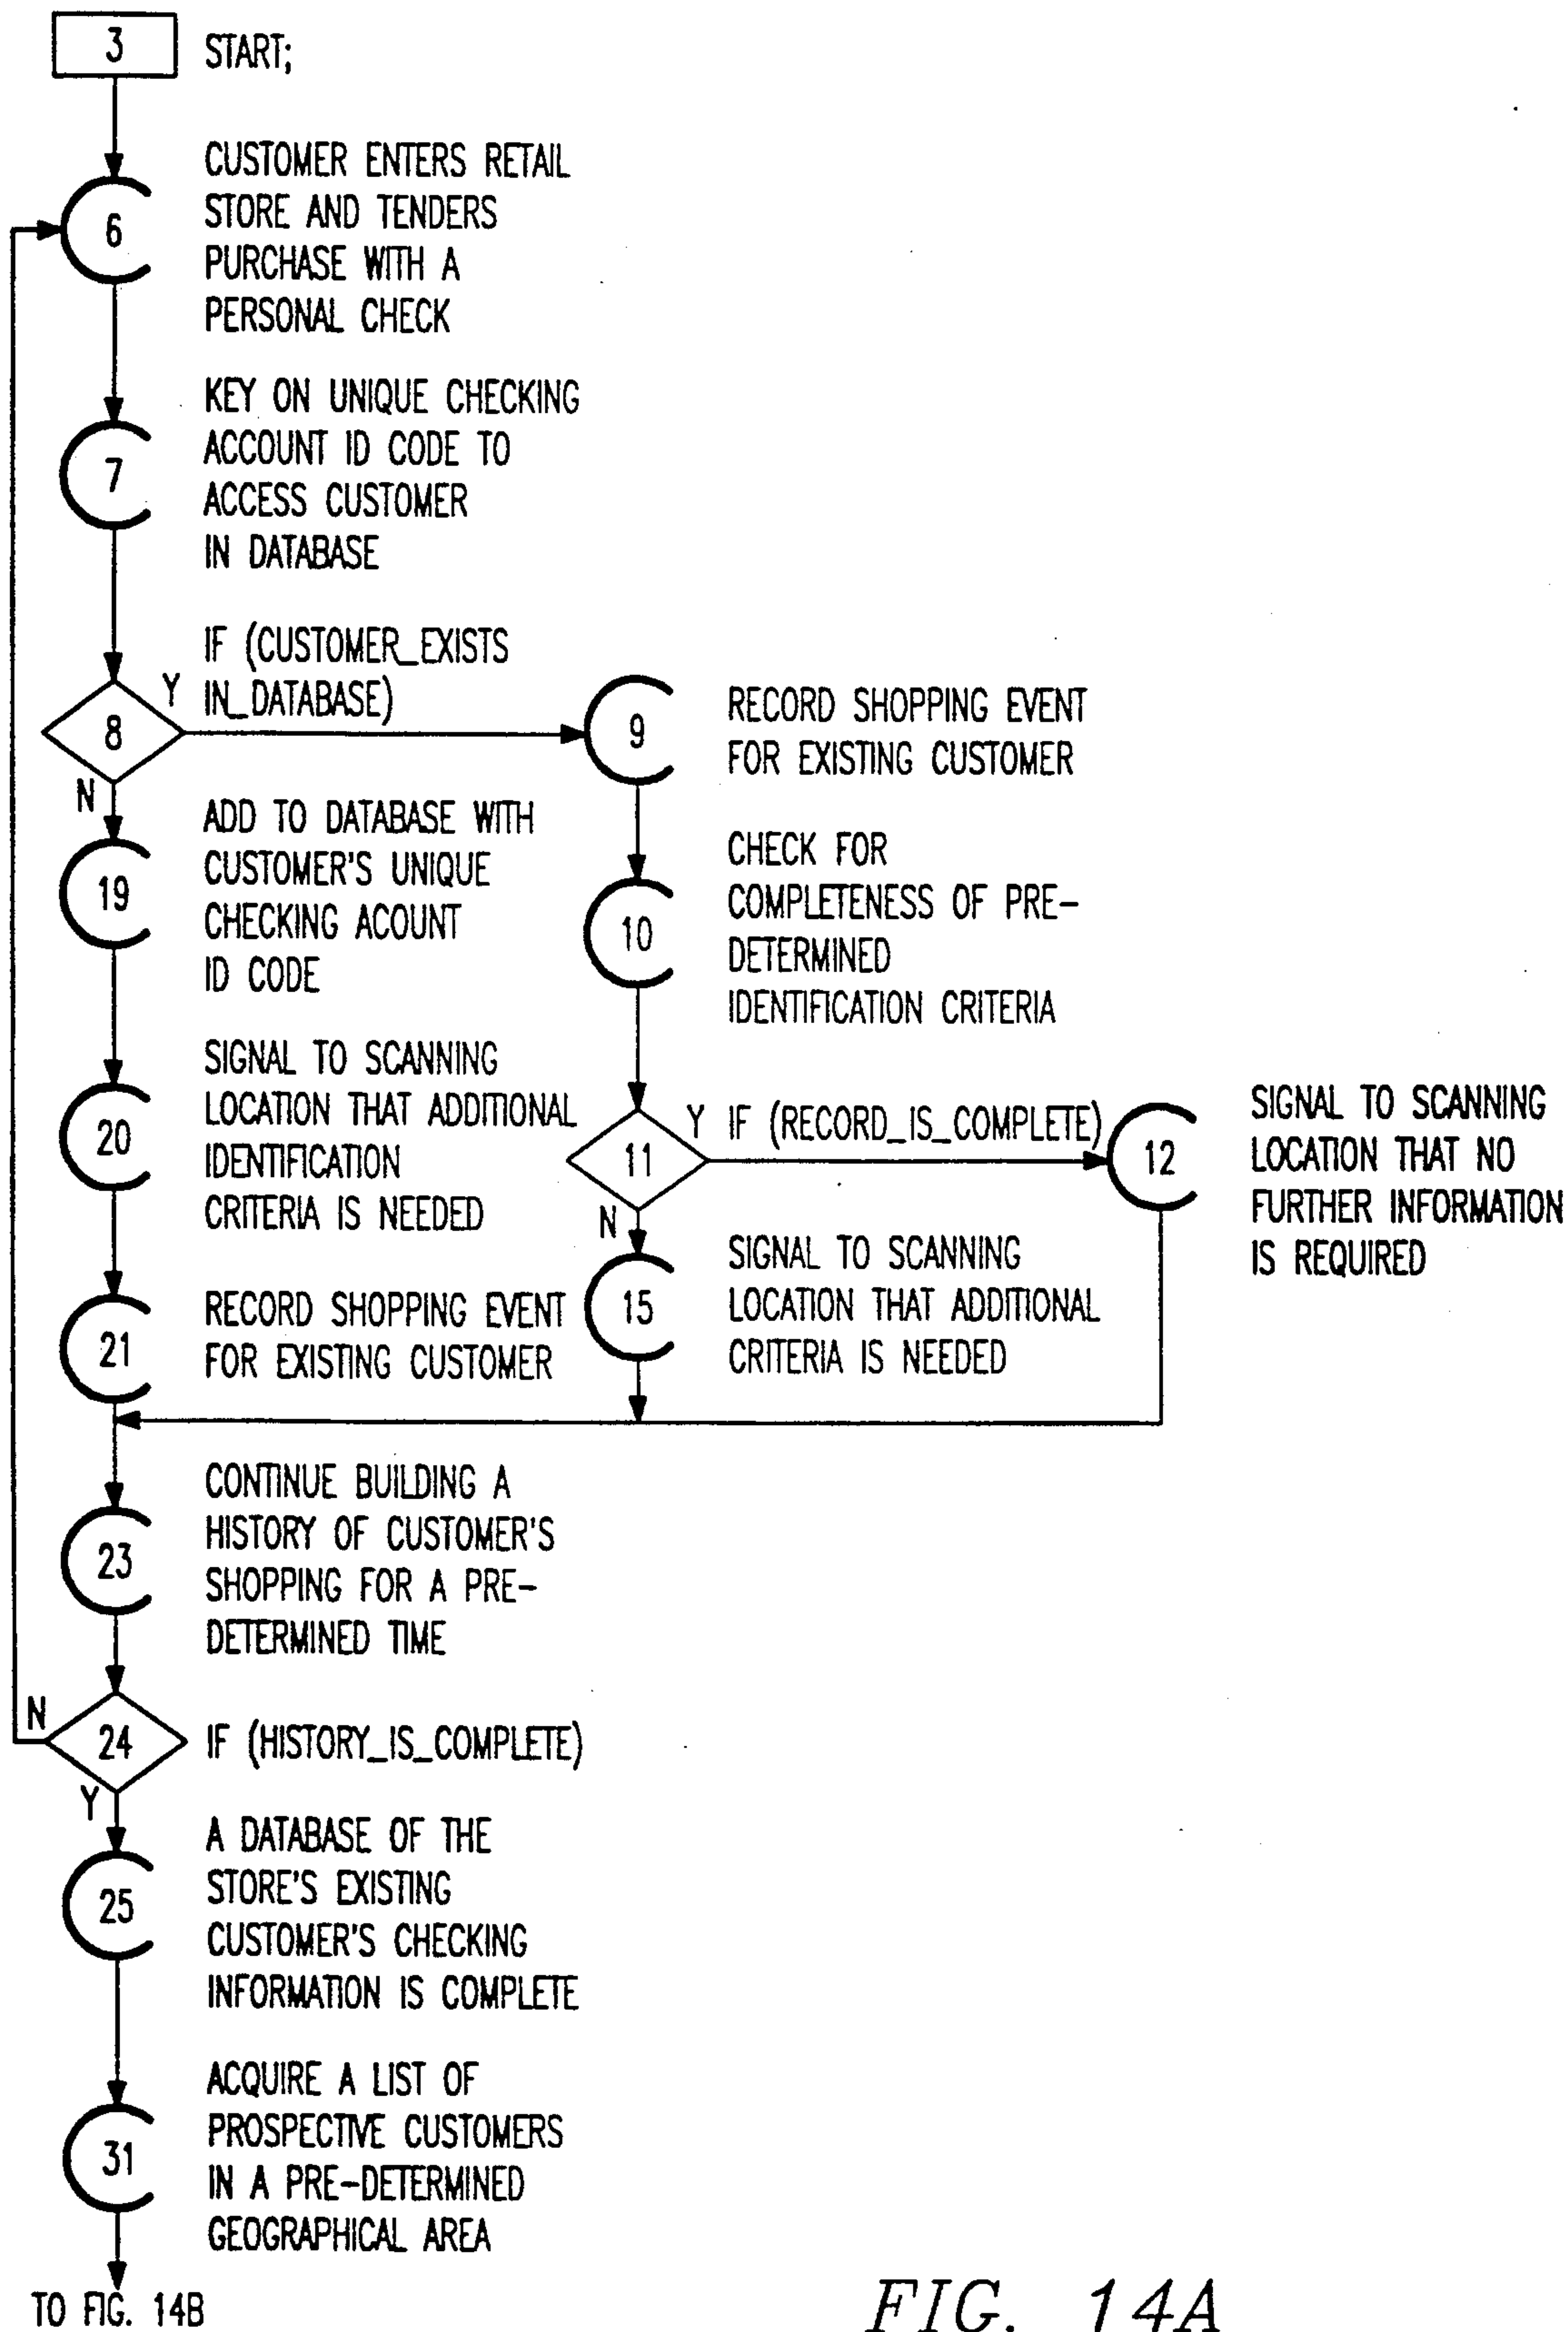 3 START;
CUSTOMER ENTERS RETAIL
STORE AND TENDERS
6
PURCHASE WITH A
PERSONAL CHECK
KEY ON UNIQUE CHECKING
ACCOUNT ID CODE TO
7
ACCESS CUSTOMER
IN DATABASE
IF (CUSTOMER_EXISTS
Y IN_DATABASE)
8
N
9
RECORD SHOPPING EVENT
FOR EXISTING CUSTOMER
ADD TO DATABASE WITH
CUSTOMER'S UNIQUE
19
CHECKING ACOUNT
ID CODE
CHECK FOR
COMPLETENESS OF PRE-
10
DETERMINED
IDENTIFICATION CRITERIA
SIGNAL TO SCANNING
LOCATION THAT ADDITIONAL
20
IDENTIFICATION
CRITERIA IS NEEDED
Y IF (RECORD_IS_COMPLETE)
11
N
12
SIGNAL TO SCANNING
LOCATION THAT NO
FURTHER INFORMATION
IS REQUIRED
SIGNAL TO SCANNING
15
LOCATION THAT ADDITIONAL
CRITERIA IS NEEDED
RECORD SHOPPING EVENT
21
FOR EXISTING CUSTOMER
CONTINUE BUILDING A
HISTORY OF CUSTOMER'S
23
SHOPPING FOR A PRE-
DETERMINED TIME
N
24 IF (HISTORY_IS_COMPLETE)
Y
A DATABASE OF THE
STORE'S EXISTING
25
CUSTOMER'S CHECKING
INFORMATION IS COMPLETE
ACQUIRE A LIST OF
PROSPECTIVE CUSTOMERS
31
IN A PRE-DETERMINED
GEOGRAPHICAL AREA
TO FIG. 14B
FIG. 14A